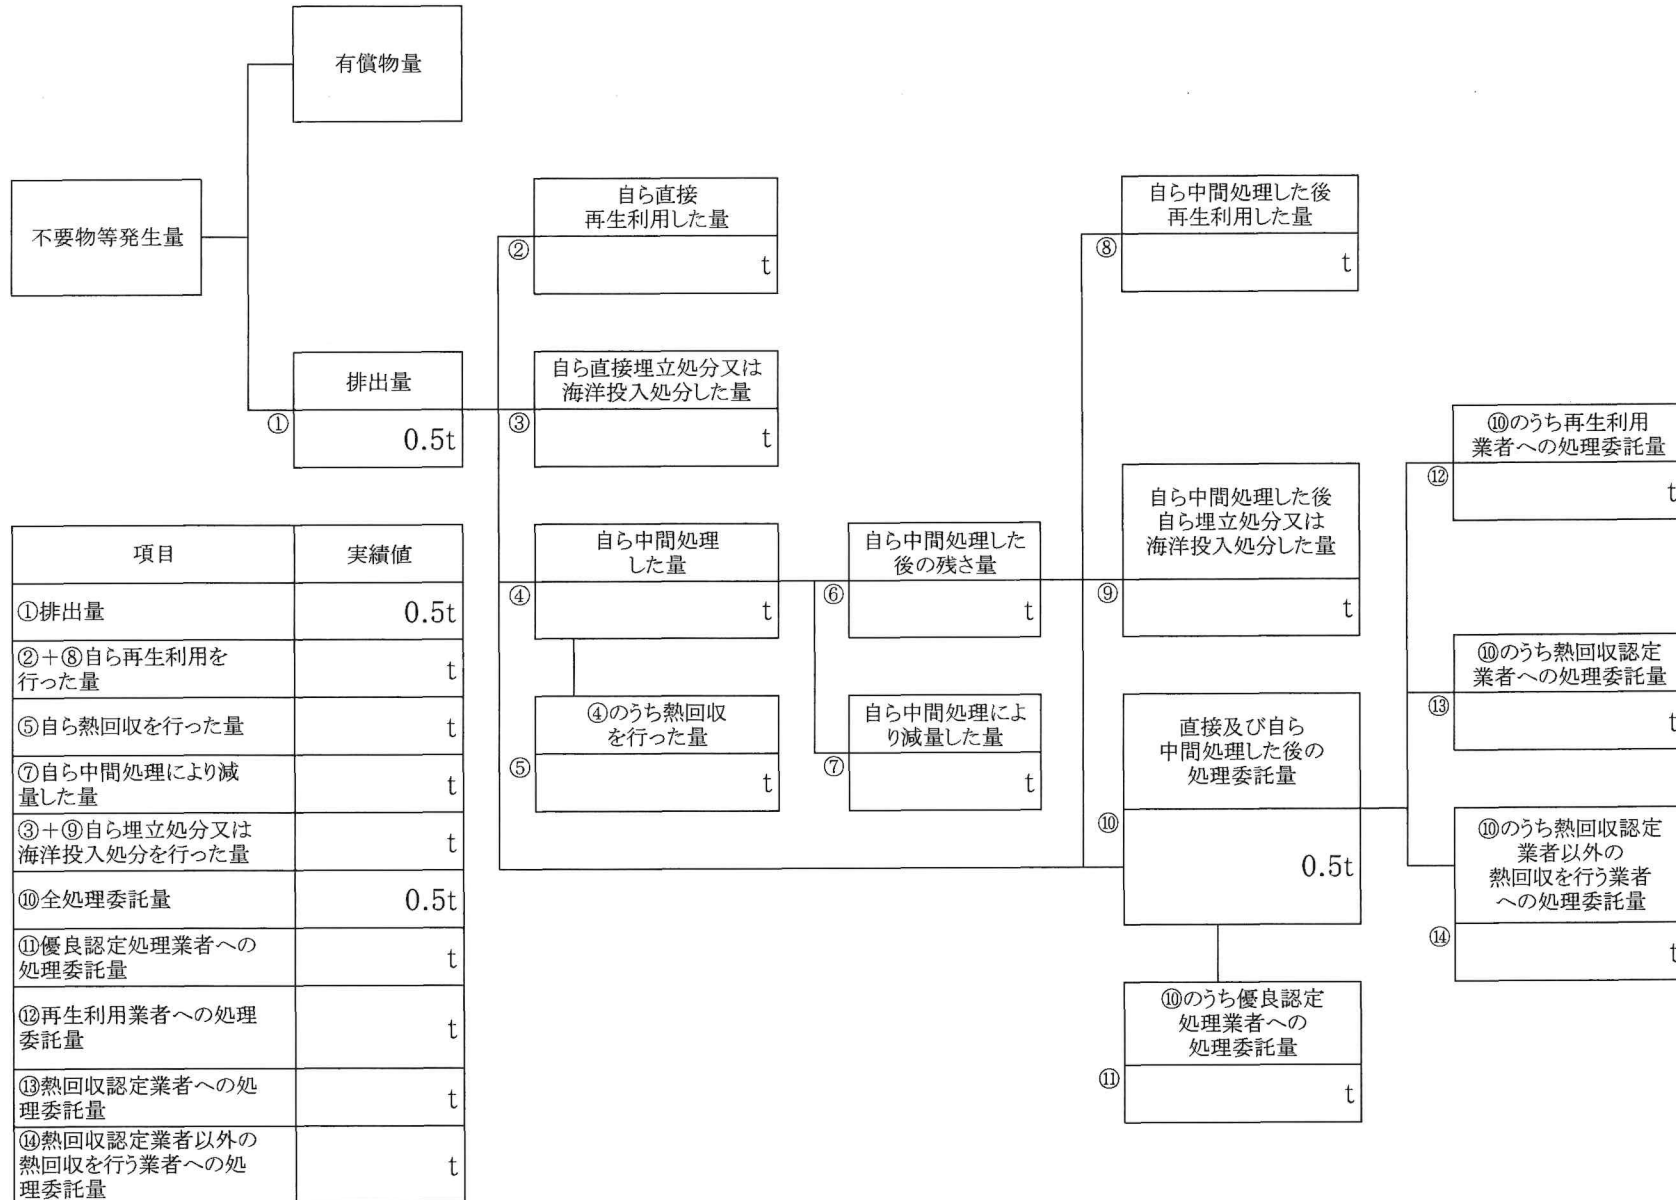 有償物量
不要物等発生量
自ら直接
再生利用した量
②
t
自ら中間処理した後
再生利用した量
⑧
t
排出量
①
0.5t
自ら直接埋立処分又は
海洋投入処分した量
③
t
⑩のうち再生利用
業者への処理委託量
⑫
t
自ら中間処理
した量
④
t
自ら中間処理した
後の残さ量
⑥
t
自ら中間処理した後
自ら埋立処分又は
海洋投入処分した量
⑨
t
⑩のうち熱回収認定
業者への処理委託量
⑬
t
④のうち熱回収
を行った量
⑤
t
自ら中間処理によ
り減量した量
⑦
t
直接及び自ら
中間処理した後の
処理委託量
⑩
0.5t
⑩のうち熱回収認定
業者以外の
熱回収を行う業者
への処理委託量
⑭
t
⑩のうち優良認定
処理業者への
処理委託量
⑪
t
項目 実績値
①排出量 0.5t
②+⑧自ら再生利用を
行った量 t
⑤自ら熱回収を行った量 t
⑦自ら中間処理により減
量した量 t
③+⑨自ら埋立処分又は
海洋投入処分を行った量 t
⑩全処理委託量 0.5t
⑪優良認定処理業者への
処理委託量 t
⑫再生利用業者への処理
委託量 t
⑬熱回収認定業者への処
理委託量 t
⑭熱回収認定業者以外の
熱回収を行う業者への処
理委託量 t